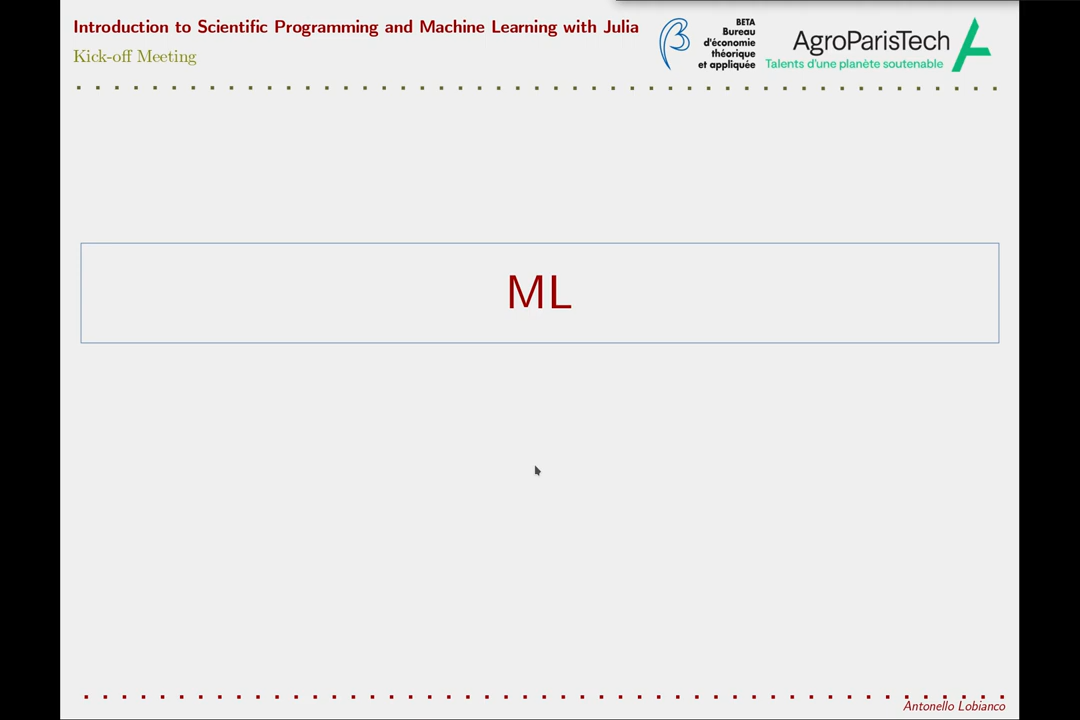 Introduction to Scientific Programming and Machine Learning with Julia
Kick-off Meeting
BETA
Bureau
d'économie
théorique
et appliquée
AgroParisTech
Talents d'une planète soutenable
ML
Antonello Lobianco